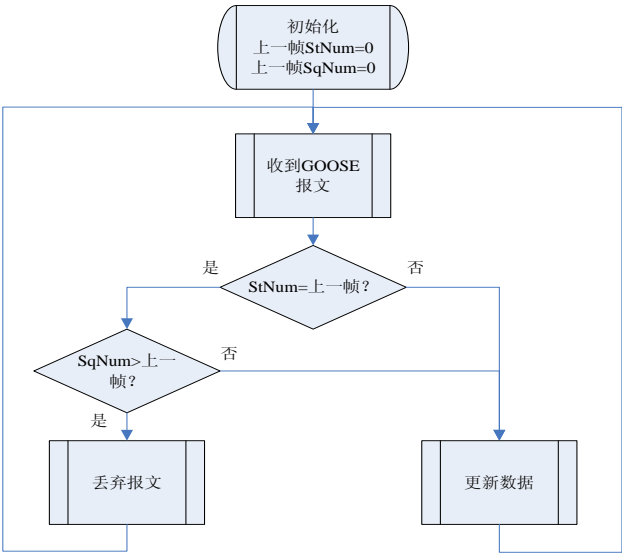 初始化
上一帧StNum=0
上一帧SqNum=0
收到GOOSE
报文
是
StNum=上一帧?
否
SqNum>上一
帧?
否
是
丢弃报文
更新数据